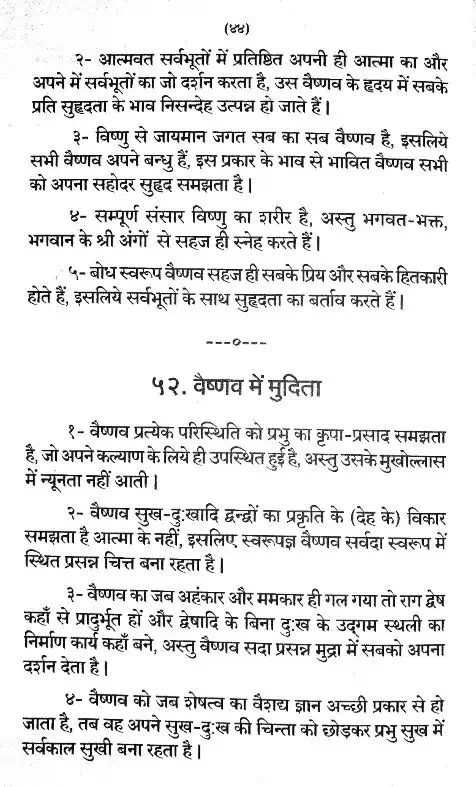 (४४)
२- आत्मवत सर्वभूतों में प्रतिष्ठित अपनी ही आत्मा का और
अपने में सर्वभूतों का जो दर्शन करता है, उस वैष्णव के हृदय में सबके
प्रति सुहृदता के भाव निसन्देह उत्पन्न हो जाते हैं।
३- विष्णु से जायमान जगत सब का सब वैष्णव है, इसलिये
सभी वैष्णव अपने बन्धु हैं, इस प्रकार के भाव से भावित वैष्णव सभी
को अपना सहोदर सुहृद समझता है।
४- सम्पूर्ण संसार विष्णु का शरीर है, अस्तु भगवत-भक्त,
भगवान के श्री अंगों से सहज ही स्नेह करते हैं।
५- बोध स्वरूप वैष्णव सहज ही सबके प्रिय और सबके हितकारी
होते हैं, इसलिये सर्वभूतों के साथ सुहृदता का बर्ताव करते हैं।
---०---
५२. वैष्णव में मुदिता
१- वैष्णव प्रत्येक परिस्थिति को प्रभु का कृपा-प्रसाद समझता
है, जो अपने कल्याण के लिये ही उपस्थित हुई है, अस्तु उसके मुखोल्लास
में न्यूनता नहीं आती।
२- वैष्णव सुख-दु:खादि द्वन्द्वों का प्रकृति के (देह के) विकार
समझता है आत्मा के नहीं, इसलिए स्वरूपज्ञ वैष्णव सर्वदा स्वरूप में
स्थित प्रसन्न चित्त बना रहता है।
३- वैष्णव का जब अहंकार और ममकार ही गल गया तो राग द्वेष
कहाँ से प्रादुर्भूत हों और द्वेषादि के बिना दु:ख के उद्गम स्थली का
निर्माण कार्य कहाँ बने, अस्तु वैष्णव सदा प्रसन्न मुद्रा में सबको अपना
दर्शन देता है।
४- वैष्णव को जब शेषत्व का वैशद्य ज्ञान अच्छी प्रकार से हो
जाता है, तब वह अपने सुख-दु:ख की चिन्ता को छोड़कर प्रभु सुख में
सर्वकाल सुखी बना रहता है।